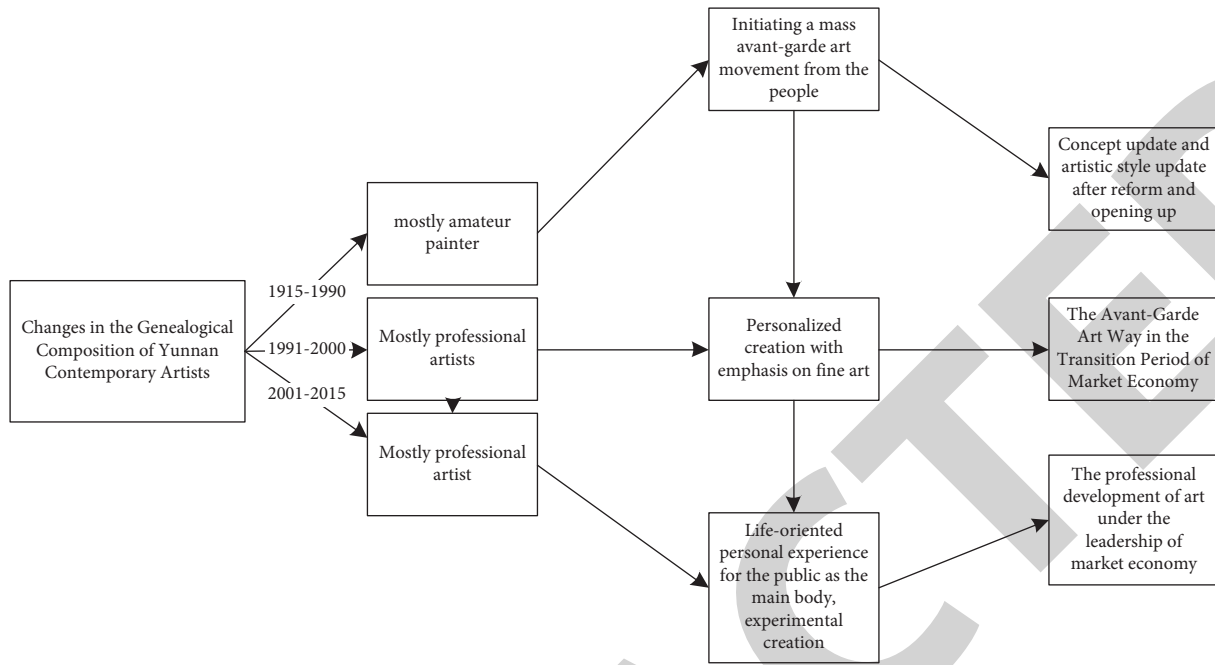 Changes in the Genealogical
Composition of Yunnan
Contemporary Artists
1915-1990
1991-2000
2001-2015
mostly amateur
painter
Mostly professional
artists
Mostly professional
artist
Initiating a mass
avant-garde art
movement from the
people
Personalized
creation with
emphasis on fine art
Life-oriented
personal experience
for the public as the
main body,
experimental
creation
Concept update and
artistic style update
after reform and
opening up
The Avant-Garde
Art Way in the
Transition Period of
Market Economy
The professional
development of art
under the
leadership of
market economy